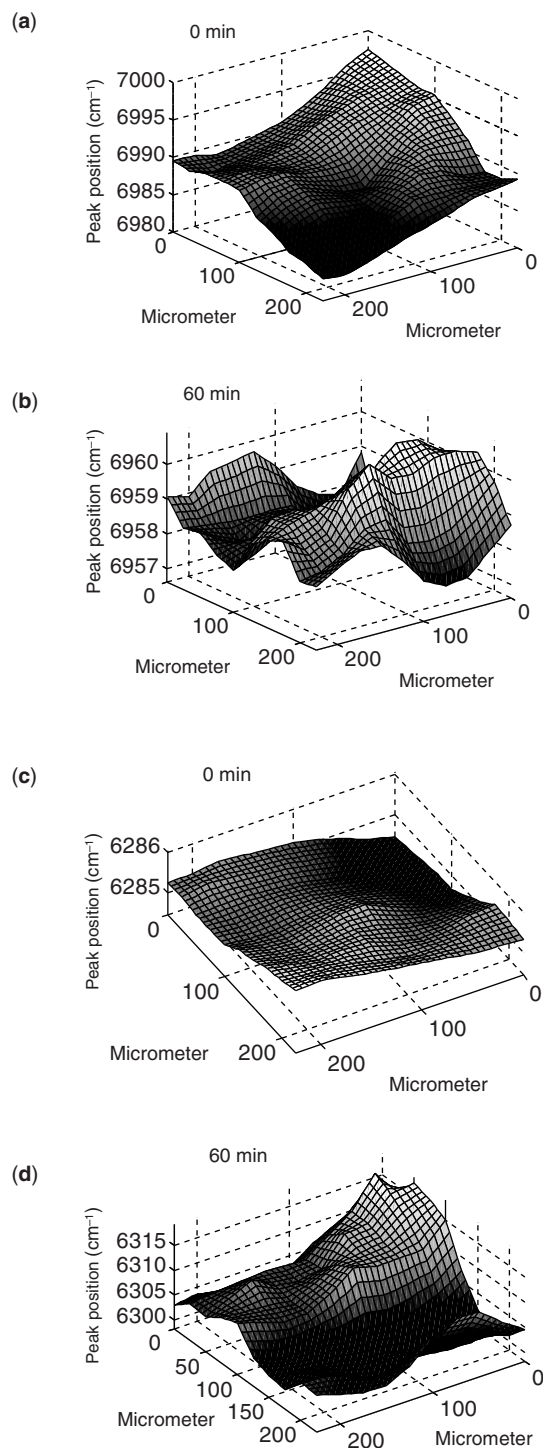 (a)
0 min
7000
6995
6990
6985
6980
Peak position (cm⁻¹)
0
100
200
Micrometer
200
100
0
Micrometer
(b)
60 min
6960
6959
6958
6957
Peak position (cm⁻¹)
0
100
200
Micrometer
200
100
0
Micrometer
(c)
0 min
6286
6285
Peak position (cm⁻¹)
0
100
200
Micrometer
200
100
0
Micrometer
(d)
60 min
6315
6310
6305
6300
Peak position (cm⁻¹)
0
50
100
150
200
Micrometer
200
100
0
Micrometer